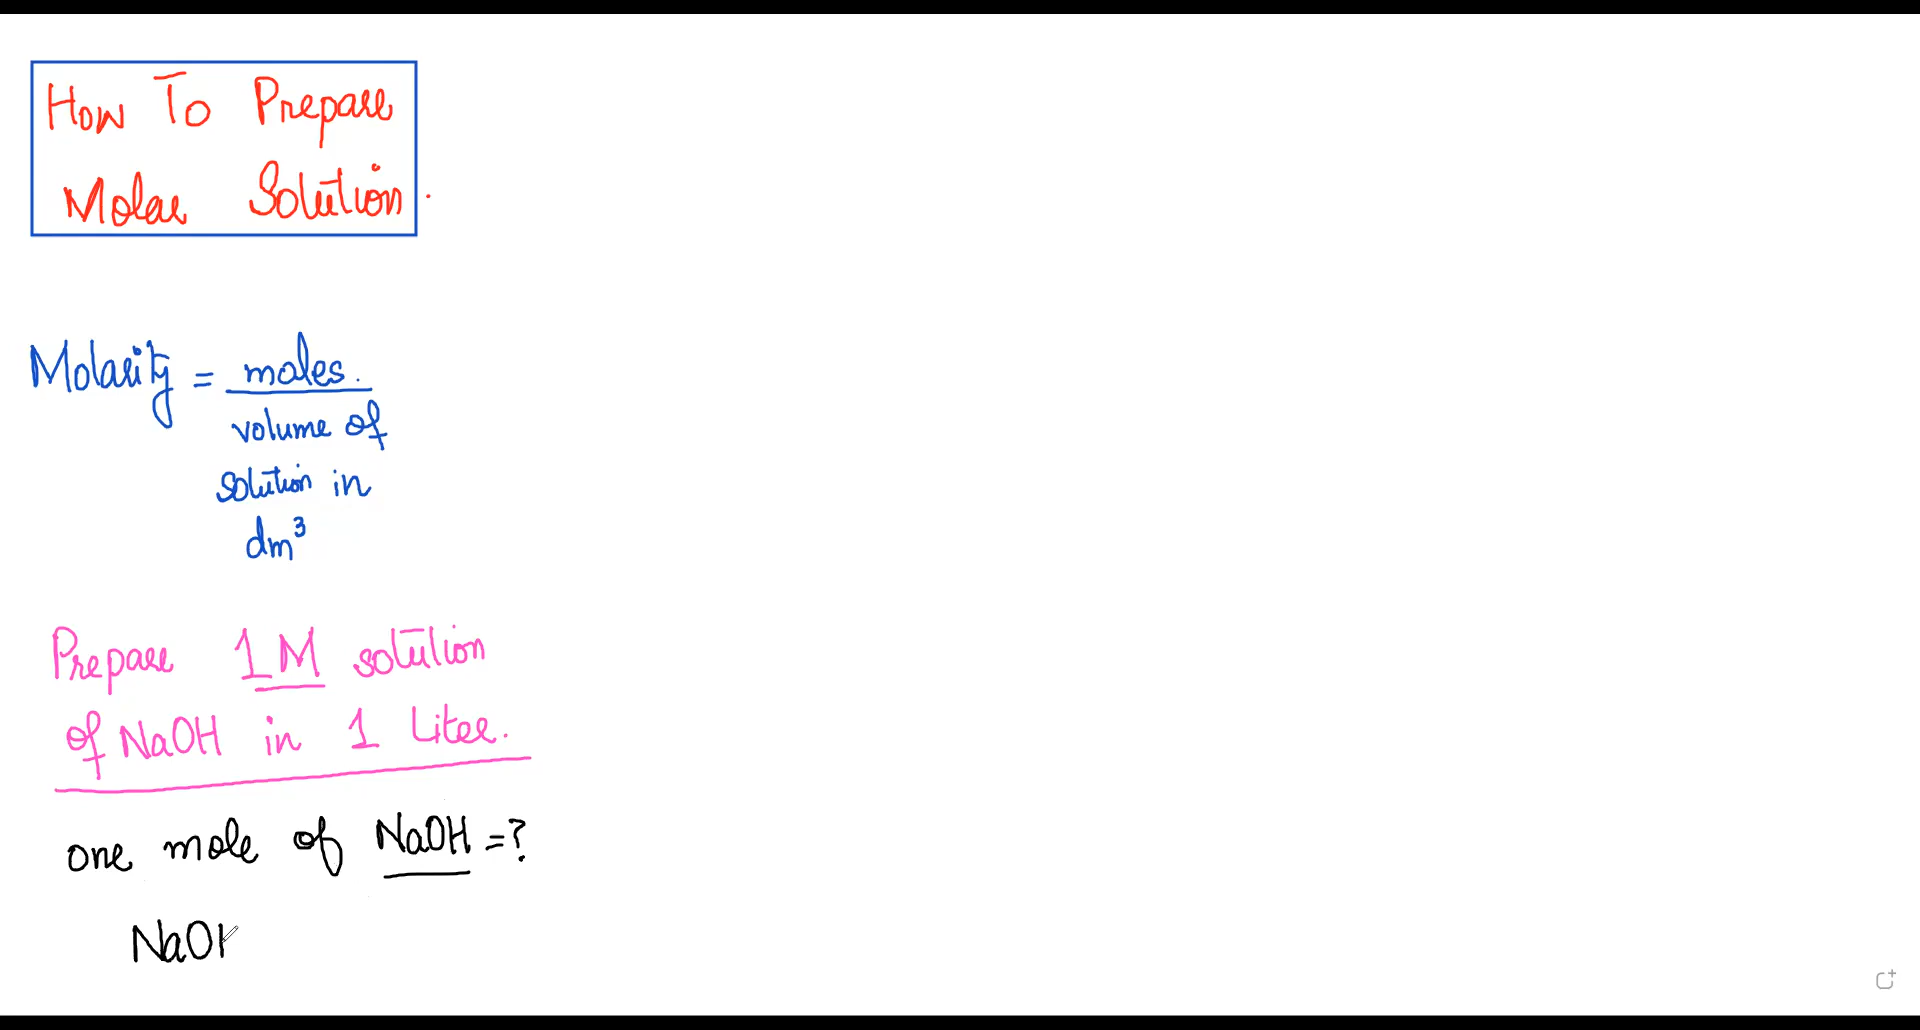 How To Prepare
Molar Solution.
Molarity = moles.
volume of
solution in
dm³
Prepare 1M solution
of NaOH in 1 Liter.
one mole of NaOH =?
NaOH